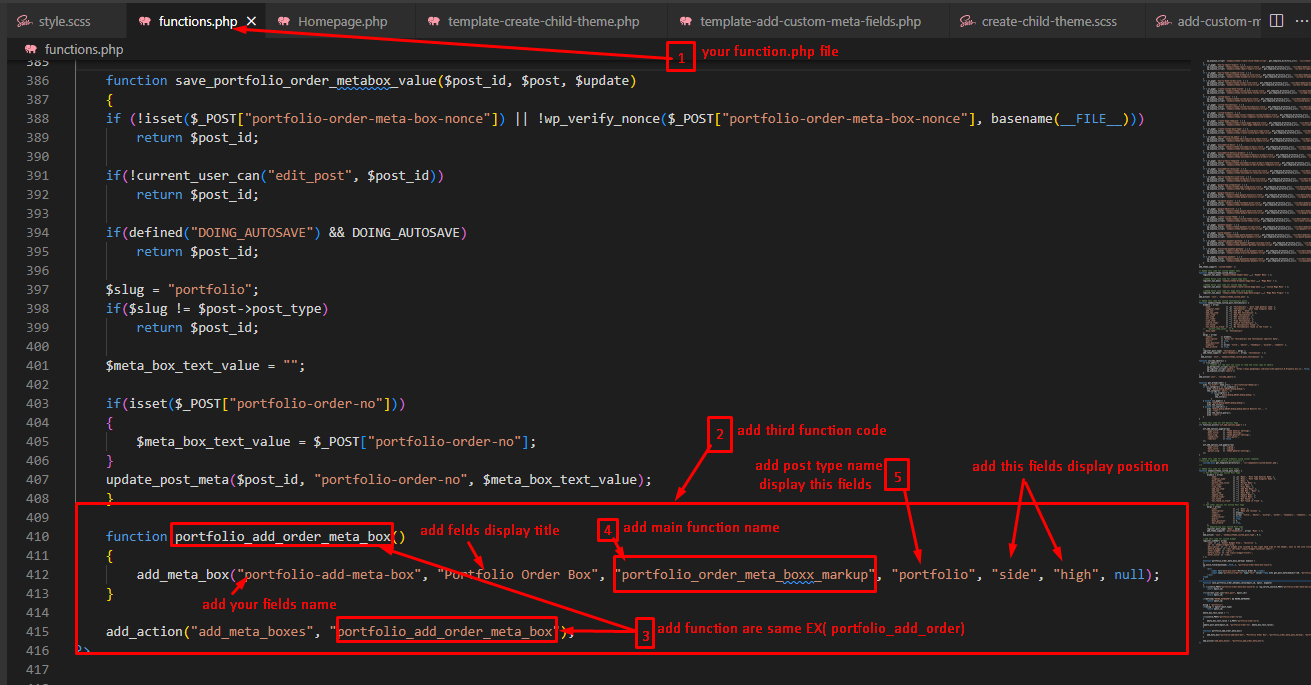 style.scss functions.php Homepage.php template-create-child-theme.php template-add-custom-meta-fields.php create-child-theme.scss add-custom-m
functions.php
1 your function.php file
385
386 function save_portfolio_order_metabox_value($post_id, $post, $update)
387 {
388 if (!isset($_POST["portfolio-order-meta-box-nonce"]) || !wp_verify_nonce($_POST["portfolio-order-meta-box-nonce"], basename(__FILE__)))
389 return $post_id;
390
391 if(!current_user_can("edit_post", $post_id))
392 return $post_id;
393
394 if(defined("DOING_AUTOSAVE") && DOING_AUTOSAVE)
395 return $post_id;
396
397 $slug = "portfolio";
398 if($slug != $post->post_type)
399 return $post_id;
400
401 $meta_box_text_value = "";
402
403 if(isset($_POST["portfolio-order-no"]))
404 {
2 add third function code
405 $meta_box_text_value = $_POST["portfolio-order-no"];
406 }
add post type name 5 add this fields display position
display this fields
407 update_post_meta($post_id, "portfolio-order-no", $meta_box_text_value);
408 }
409
add felds display title 4 add main function name
410 function portfolio_add_order_meta_box()
411 {
412 add_meta_box("portfolio-add-meta-box", "Portfolio Order Box", "portfolio_order_meta_boxx_markup", "portfolio", "side", "high", null);
413 }
add your fields name
414
415 add_action("add_meta_boxes", "portfolio_add_order_meta_box");
3 add function are same EX( portfolio_add_order)
416 ?>
417